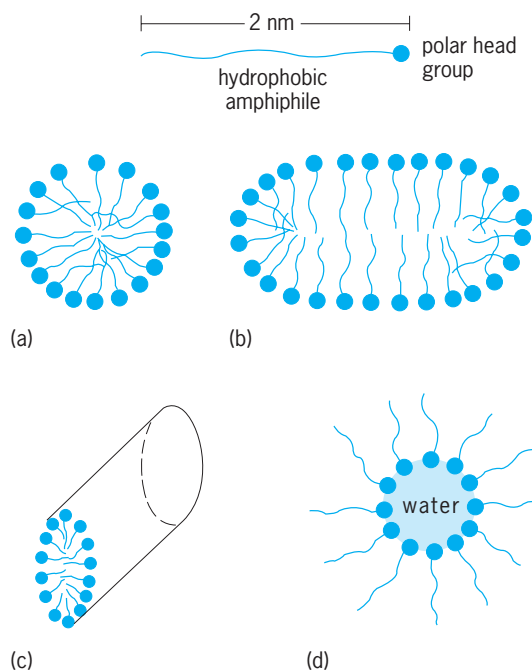 2 nm
polar head
group
hydrophobic
amphiphile
(a)
(b)
water
(c)
(d)